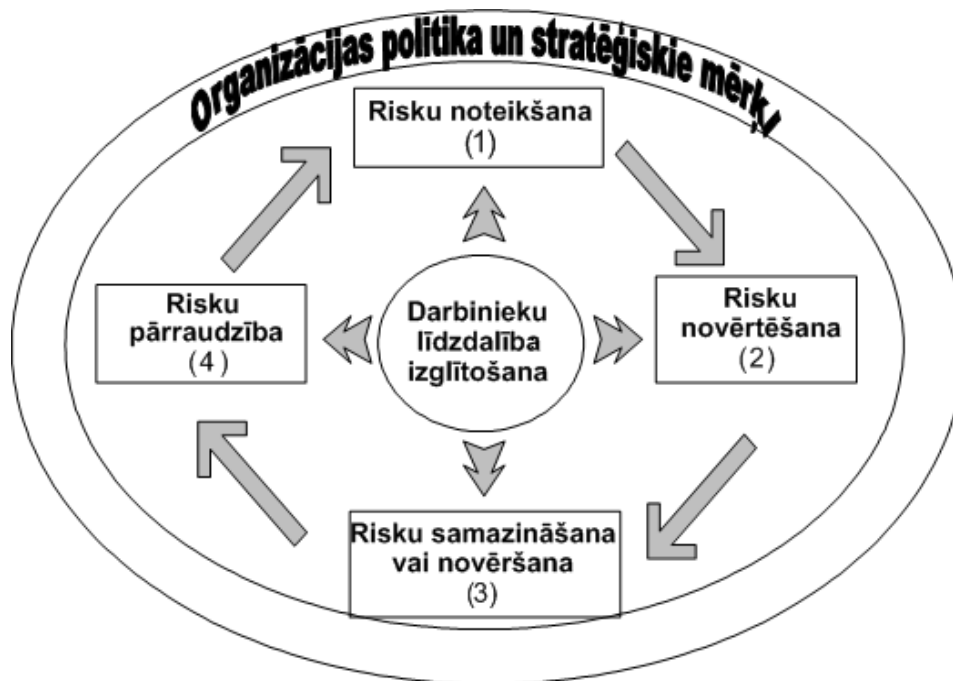 Organizācijas politika un stratēģiskie mērķi
Risku noteikšana
(1)
Risku
pārraudzība
(4)
Darbinieku
līdzdalība
izglītošana
Risku
novērtēšana
(2)
Risku samazināšana
vai novēršana
(3)